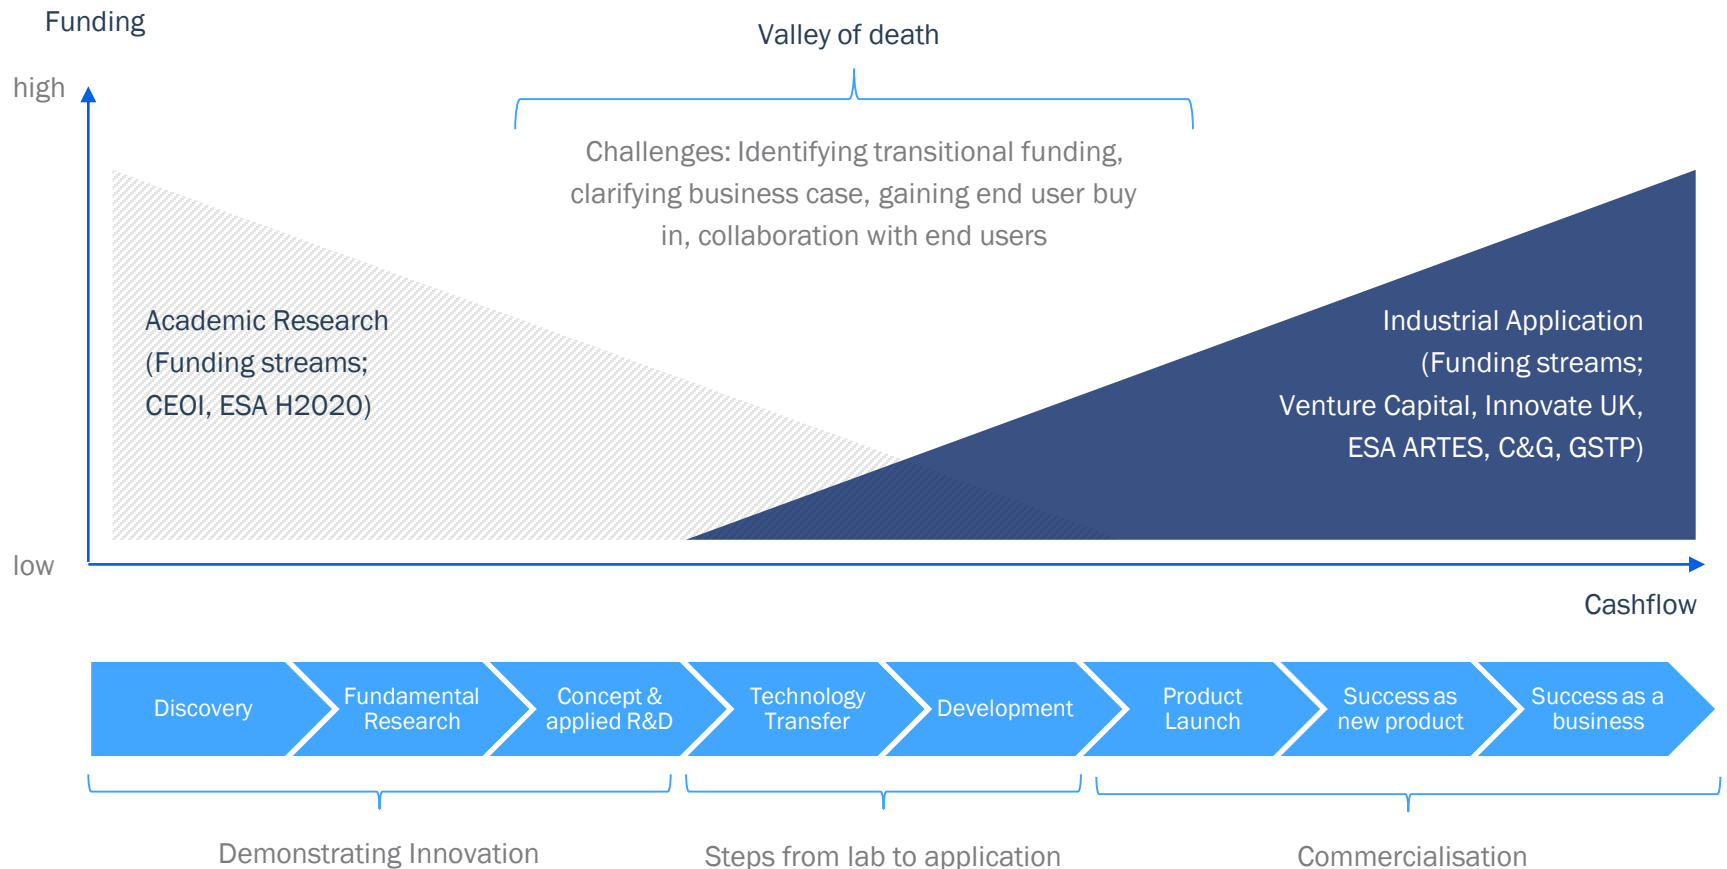 Funding
Valley of death
high
Challenges: Identifying transitional funding,
clarifying business case, gaining end user buy
in, collaboration with end users
Academic Research
(Funding streams;
CEOI, ESA H2020)
Industrial Application
(Funding streams;
Venture Capital, Innovate UK,
ESA ARTES, C&G, GSTP)
low
Cashflow
Discovery
Fundamental
Research
Concept &
applied R&D
Technology
Transfer
Development
Product
Launch
Success as
new product
Success as a
business
Demonstrating Innovation
Steps from lab to application
Commercialisation